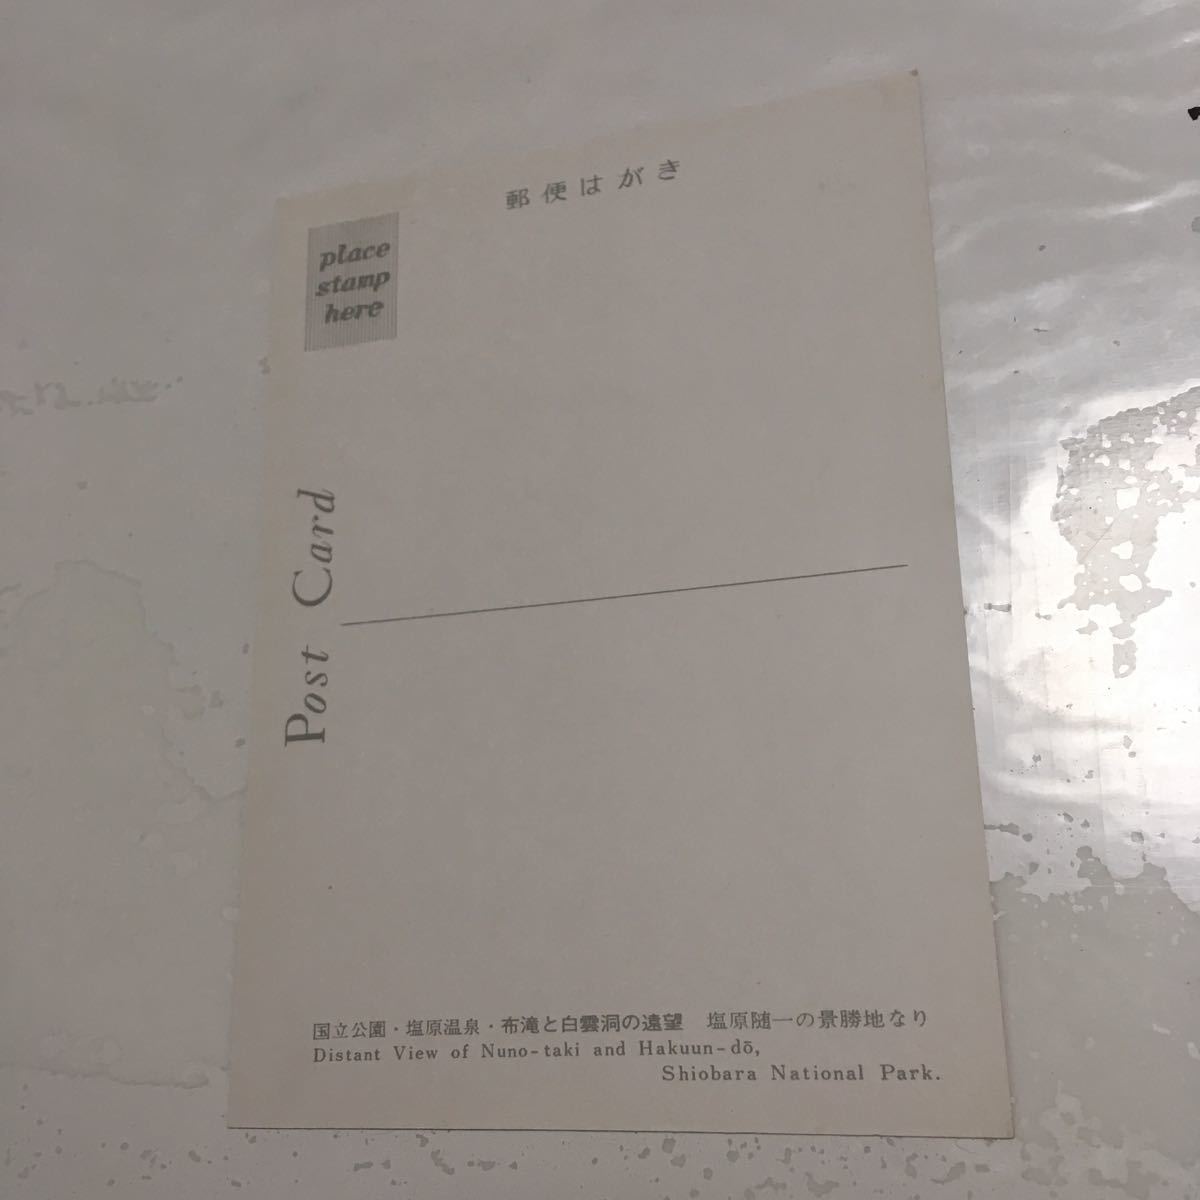 郵便はがき
place
stamp
here
Post Card
国立公園・塩原温泉・布滝と白雲洞の遠望　塩原随一の景勝地なり
Distant View of Nuno-taki and Hakuun-dō,
Shiobara National Park.